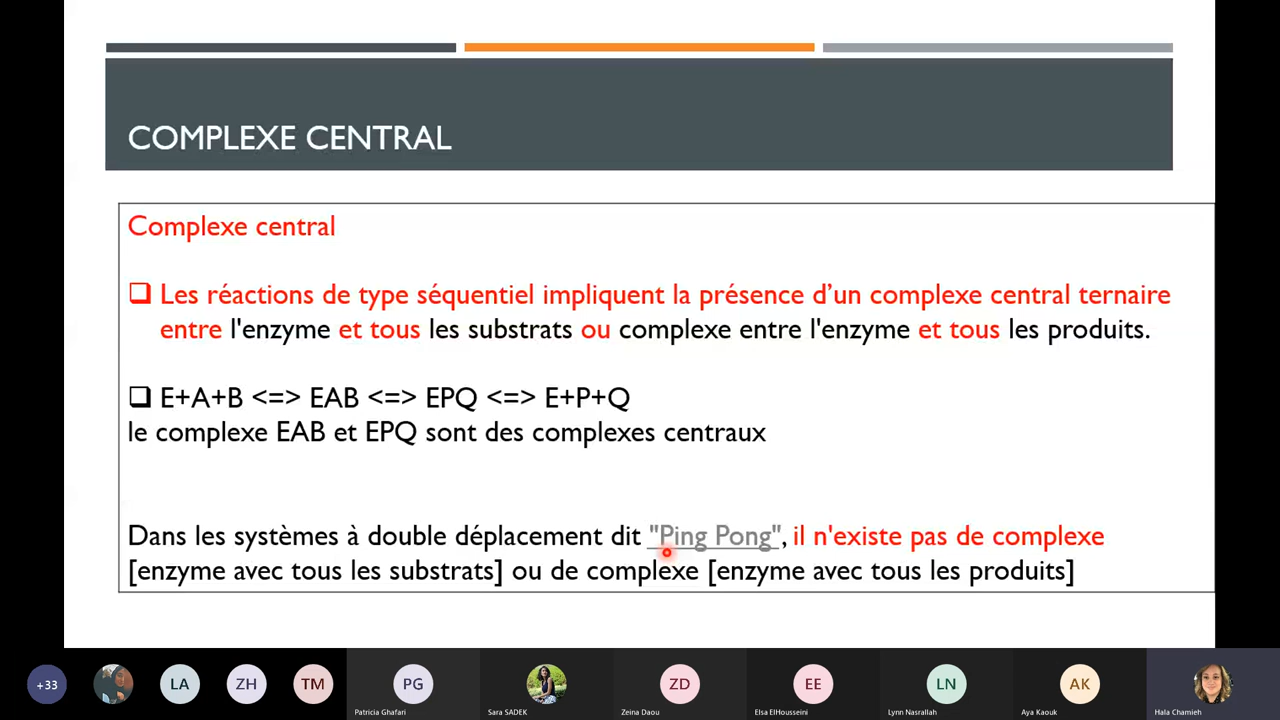 COMPLEXE CENTRAL
Complexe central
Les réactions de type séquentiel impliquent la présence d’un complexe central ternaire
entre l'enzyme et tous les substrats ou complexe entre l'enzyme et tous les produits.
E+A+B <=> EAB <=> EPQ <=> E+P+Q
le complexe EAB et EPQ sont des complexes centraux
Dans les systèmes à double déplacement dit "Ping Pong", il n'existe pas de complexe
[enzyme avec tous les substrats] ou de complexe [enzyme avec tous les produits]
+33 LA ZH TM PG ZD EE LN AK
Patricia Ghafari Sara SADEK Zeina Daou Elsa ElHousseini Lynn Nasrallah Aya Kaouk Hala Chamieh